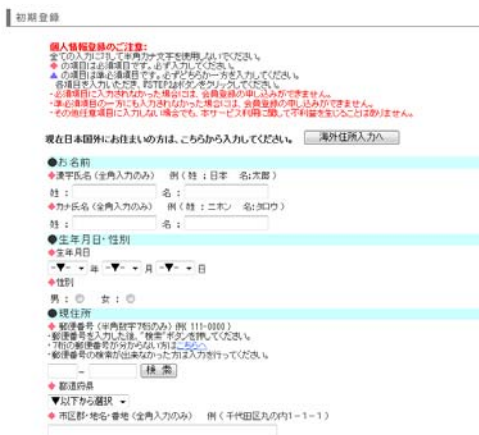 初期登録
個人情報登録のご注意:
全ての入力に対して半角カナ文字を使用しないでください。
◆ の項目は必須項目です。必ず入力してください。
▲ の項目は準必須項目です。必ずどちらか一方を入力してください。
各項目を入力いただき、「STEP2」ボタンをクリックしてください。
・必須項目に入力されなかった場合には、会員登録の申し込みができません。
・準必須項目の一方にも入力されなかった場合には、会員登録の申し込みができません。
・その他任意項目に入力しない場合でも、本サービス利用に関して不利益を生じることはありません。
現在日本国外にお住まいの方は、こちらから入力してください。 海外住所入力へ
●お名前
◆漢字氏名(全角入力のみ) 例(姓:日本 名:太郎)
姓: 名:
◆カナ氏名(全角入力のみ) 例(姓:ニホン 名:タロウ)
姓: 名:
●生年月日・性別
◆生年月日
-▼- 年 -▼- 月 -▼- 日
◆性別
男: 女:
●現住所
◆ 郵便番号(半角数字7桁のみ)例( 111-0000 )
・郵便番号を入力した後、"検索"ボタンを押してください。
・7桁の郵便番号が分からない方はこちらへ
・郵便番号の検索が出来なかった方は入力を行ってください。
- 検索
◆ 都道府県
▼以下から選択
◆ 市区郡・地名・番地(全角入力のみ) 例(千代田区丸の内1-1-1)